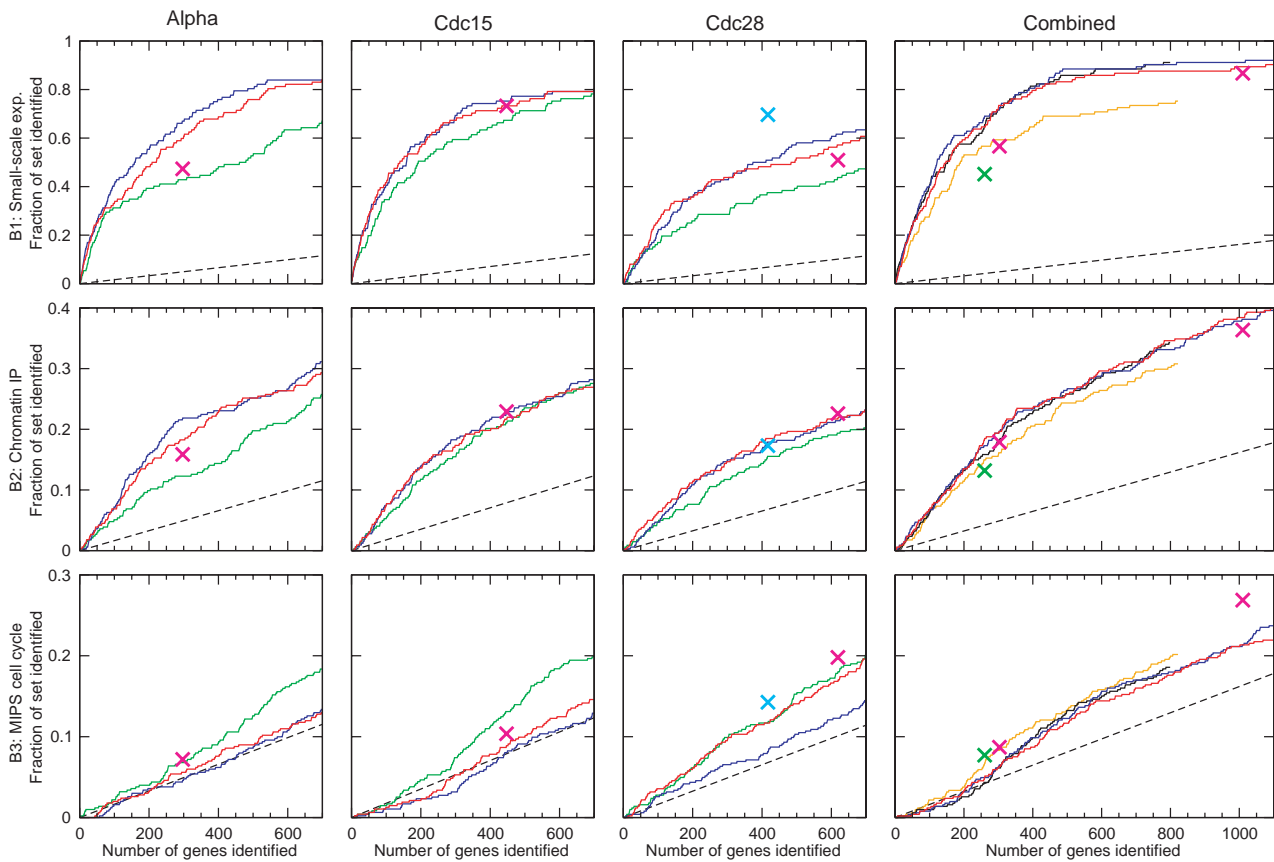 Alpha
Cdc15
Cdc28
Combined
B1: Small-scale exp.
Fraction of set identified
1
0.8
0.6
0.4
0.2
0
B2: Chromatin IP
Fraction of set identified
0.4
0.3
0.2
0.1
0
B3: MIPS cell cycle
Fraction of set identified
0.3
0.2
0.1
0
0 200 400 600
0 200 400 600
0 200 400 600
0 200 400 600 800 1000
Number of genes identified
Number of genes identified
Number of genes identified
Number of genes identified